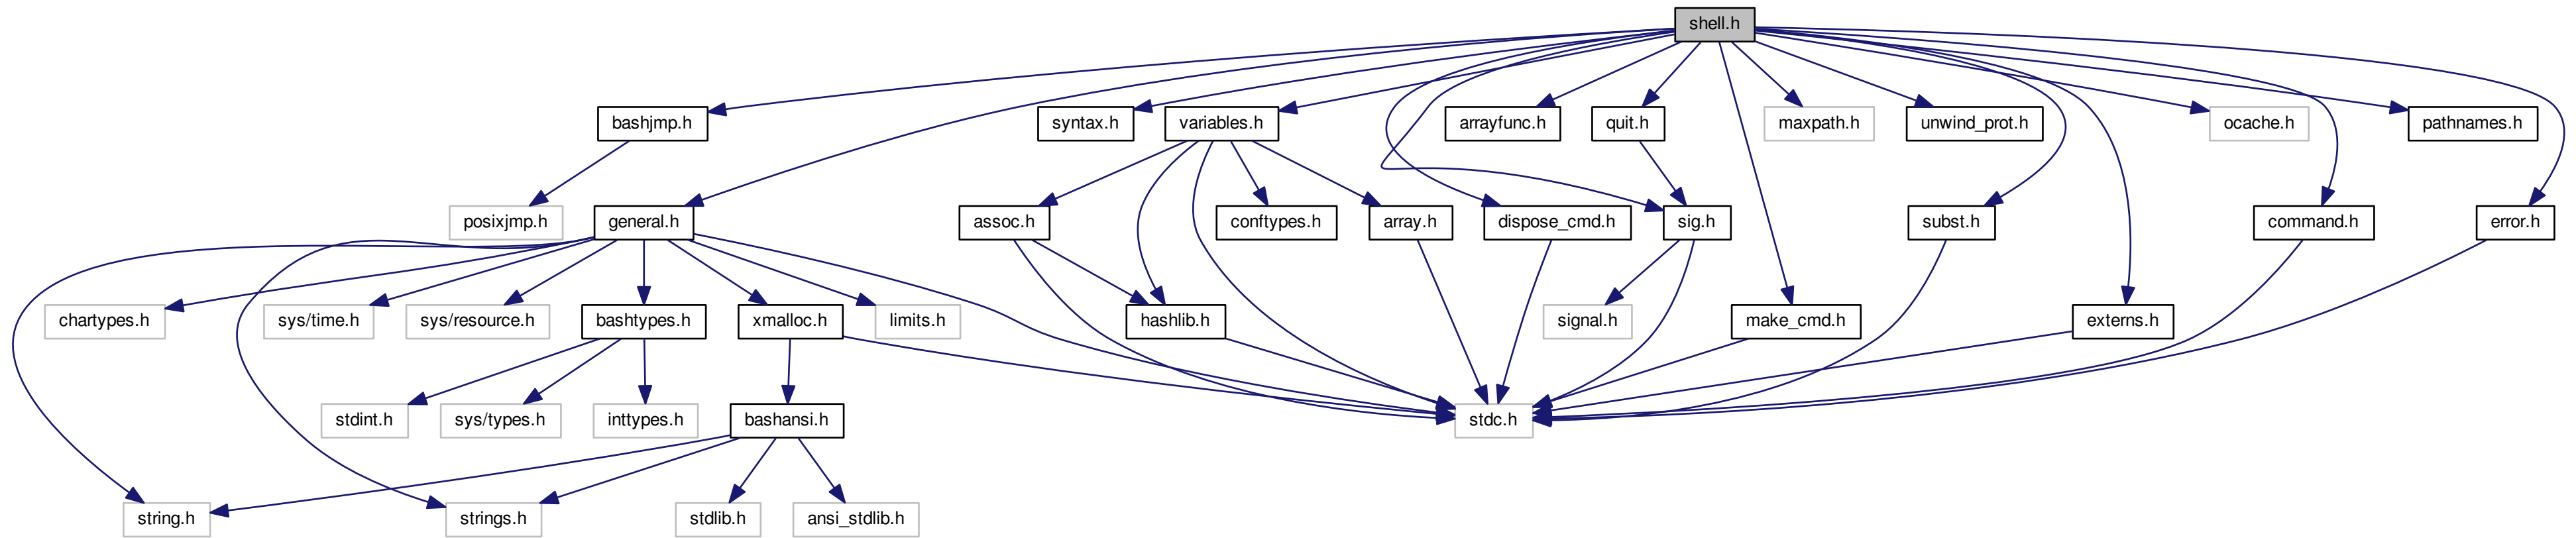 shell.h
bashjmp.h
syntax.h
variables.h
arrayfunc.h
quit.h
maxpath.h
unwind_prot.h
ocache.h
pathnames.h
posixjmp.h
general.h
assoc.h
conftypes.h
array.h
dispose_cmd.h
sig.h
subst.h
command.h
error.h
chartypes.h
sys/time.h
sys/resource.h
bashtypes.h
xmalloc.h
limits.h
hashlib.h
signal.h
make_cmd.h
externs.h
stdint.h
sys/types.h
inttypes.h
bashansi.h
stdc.h
string.h
strings.h
stdlib.h
ansi_stdlib.h